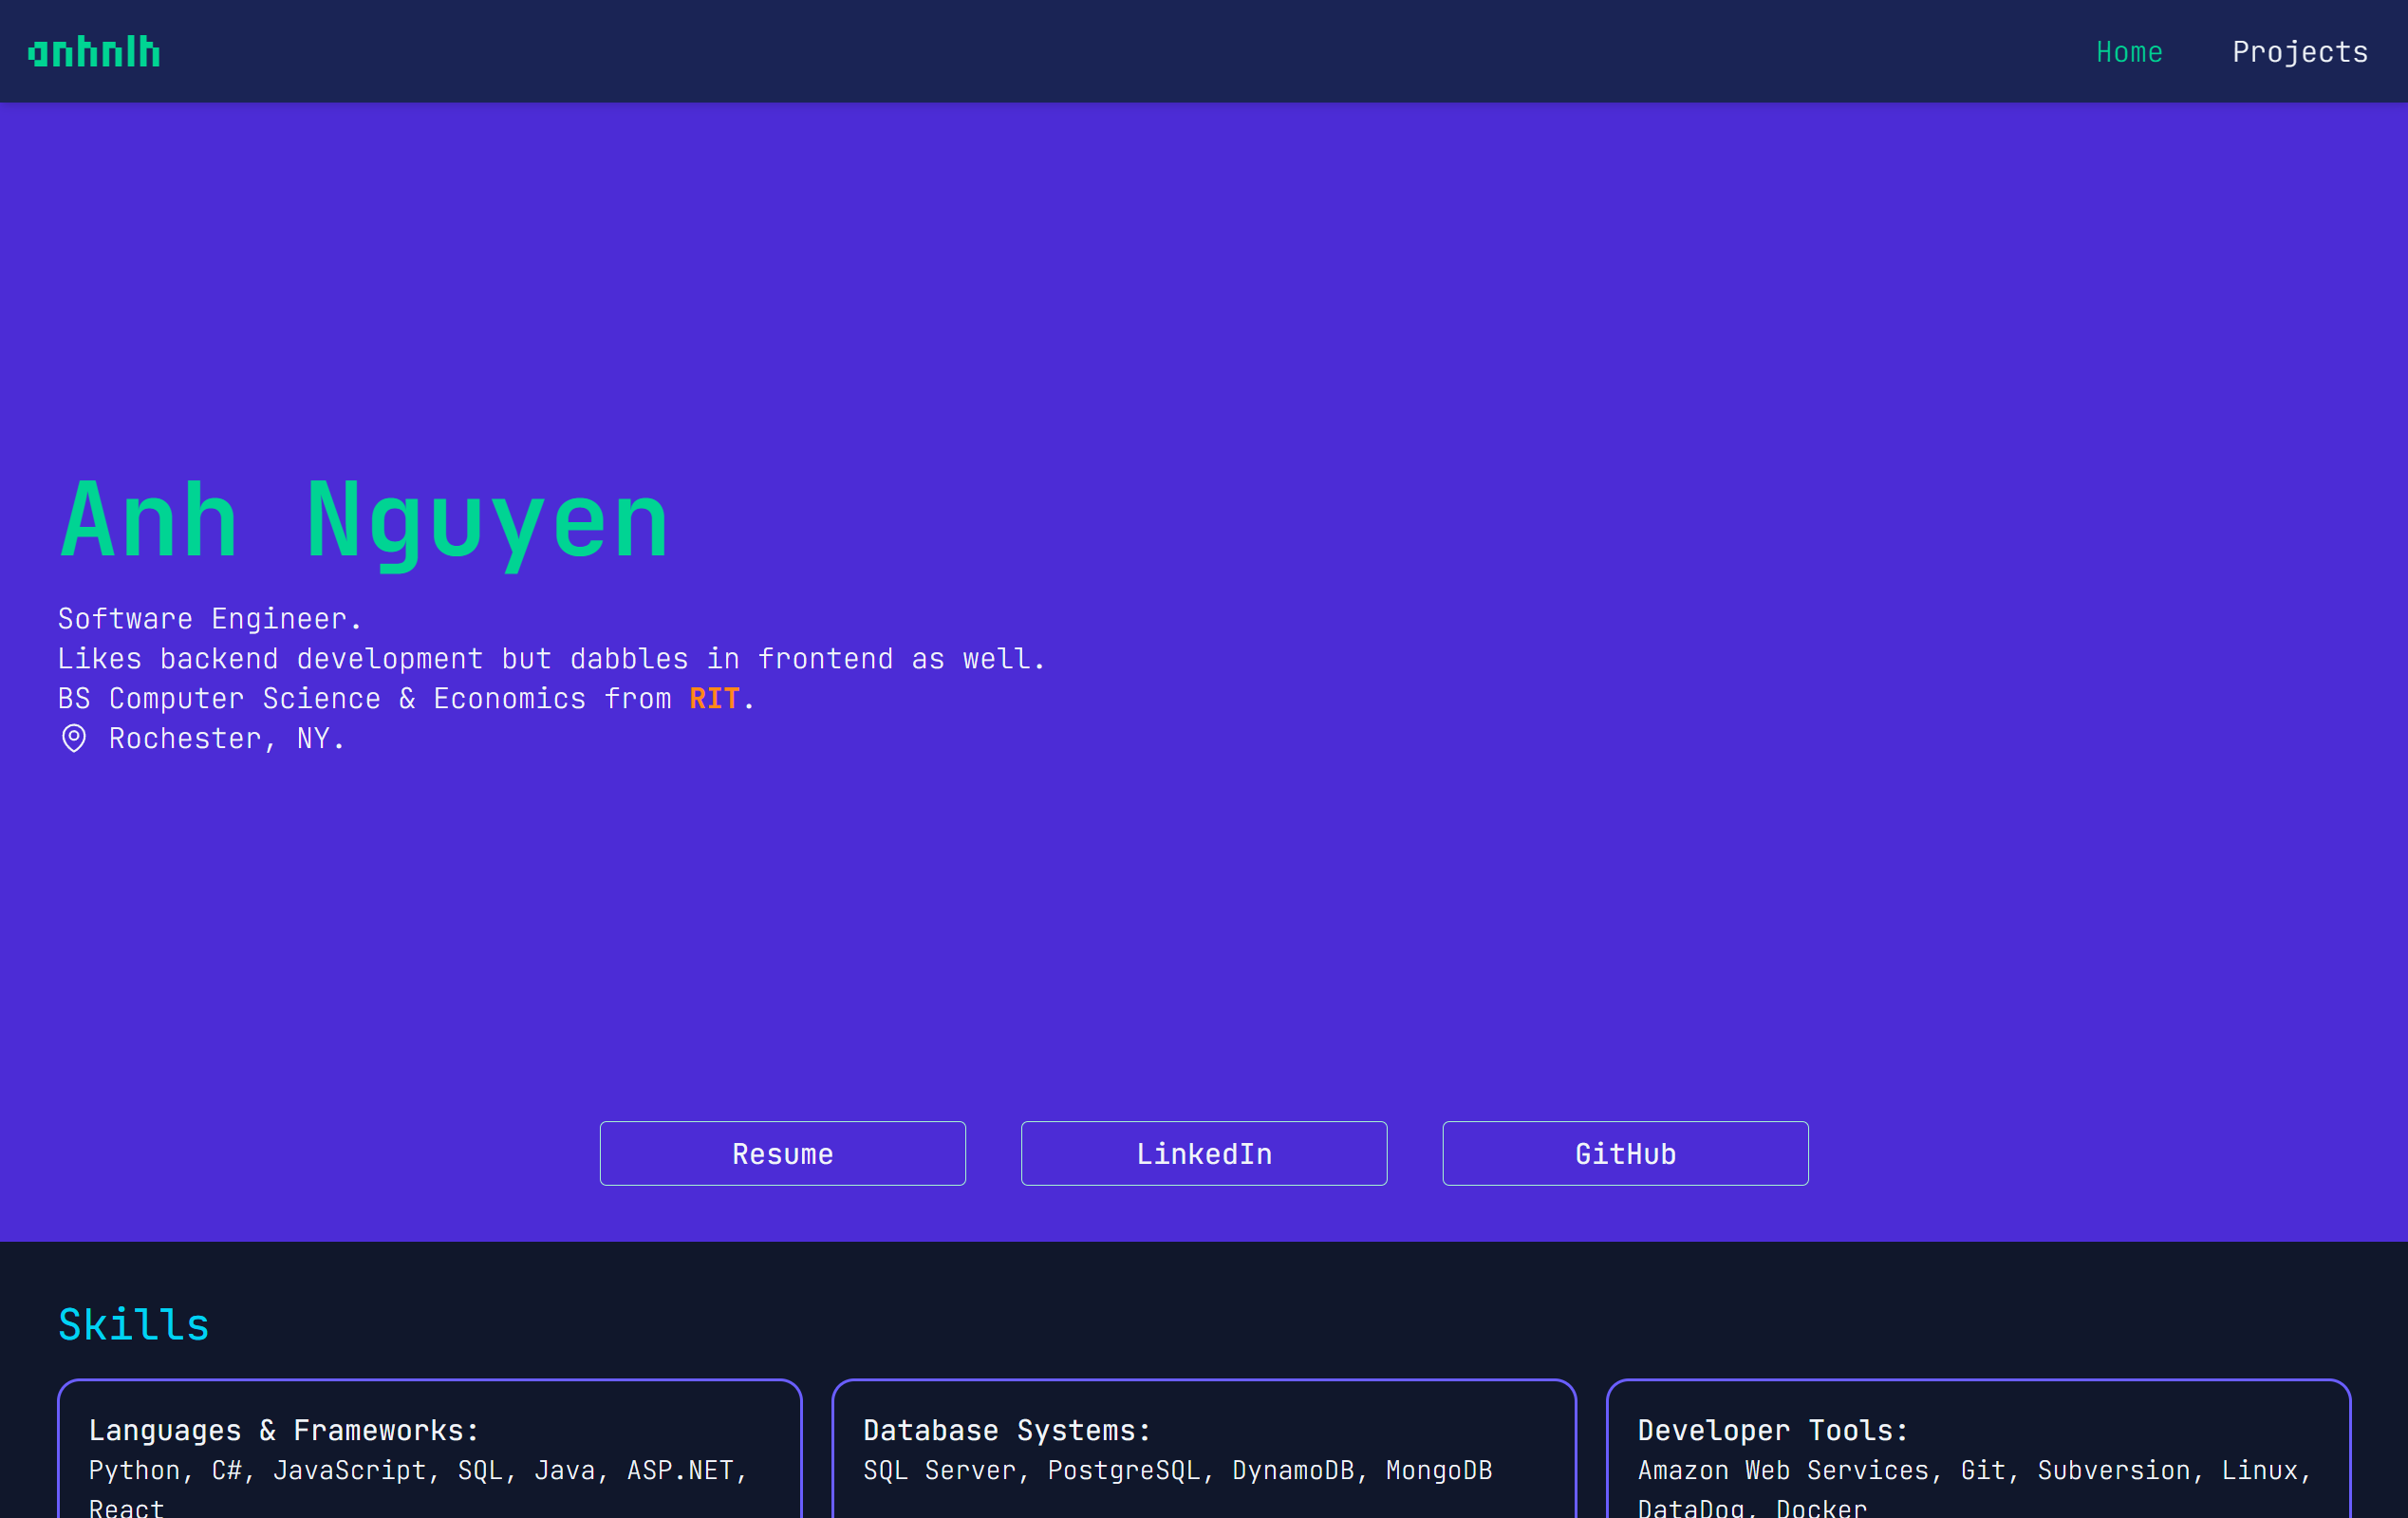 anhnlh
Home
Projects
Anh Nguyen
Software Engineer.
Likes backend development but dabbles in frontend as well.
BS Computer Science & Economics from RIT.
Rochester, NY.
Resume
LinkedIn
GitHub
Skills
Languages & Frameworks:
Python, C#, JavaScript, SQL, Java, ASP.NET,
React
Database Systems:
SQL Server, PostgreSQL, DynamoDB, MongoDB
Developer Tools:
Amazon Web Services, Git, Subversion, Linux,
DataDog, Docker